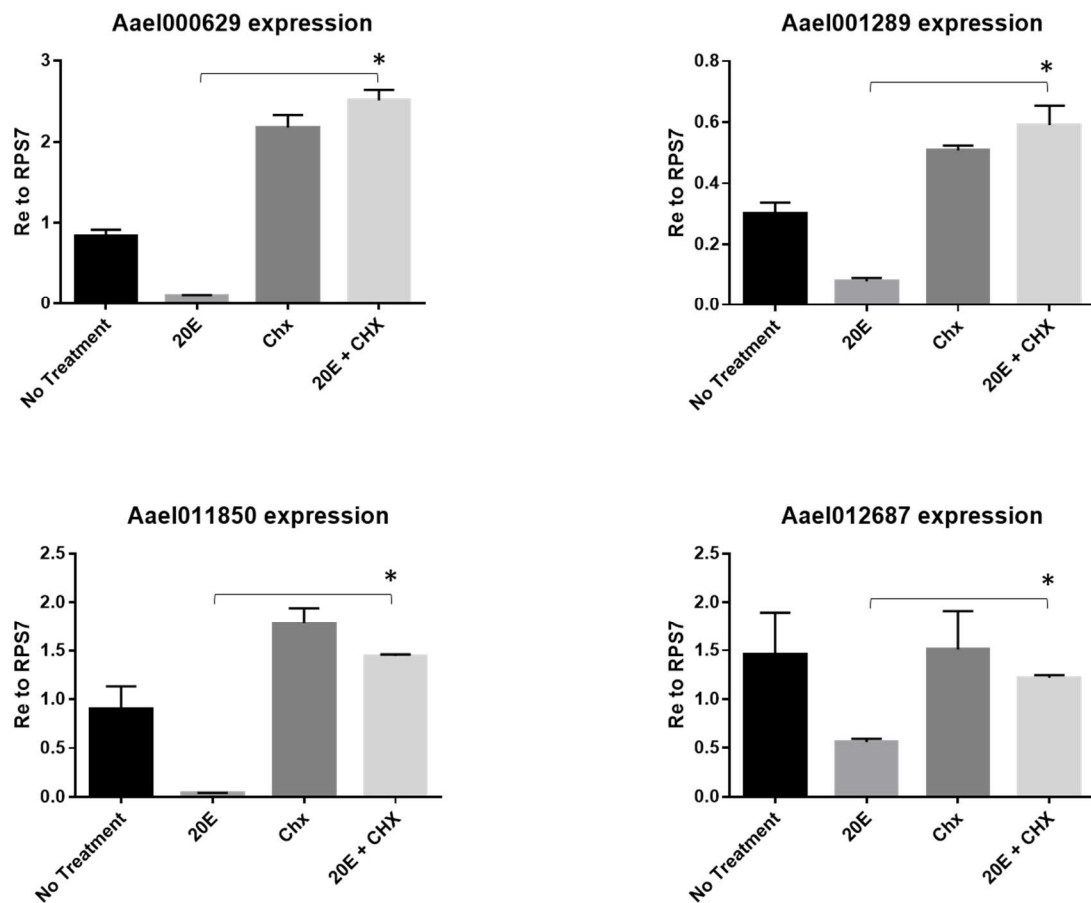 Aael000629 expression
Re to RPS7
3
2
1
0
*
No Treatment
20E
Chx
20E + CHX
Aael001289 expression
Re to RPS7
0.8
0.6
0.4
0.2
0.0
*
No Treatment
20E
Chx
20E + CHX
Aael011850 expression
Re to RPS7
2.5
2.0
1.5
1.0
0.5
0.0
*
No Treatment
20E
Chx
20E + CHX
Aael012687 expression
Re to RPS7
2.5
2.0
1.5
1.0
0.5
0.0
*
No Treatment
20E
Chx
20E + CHX